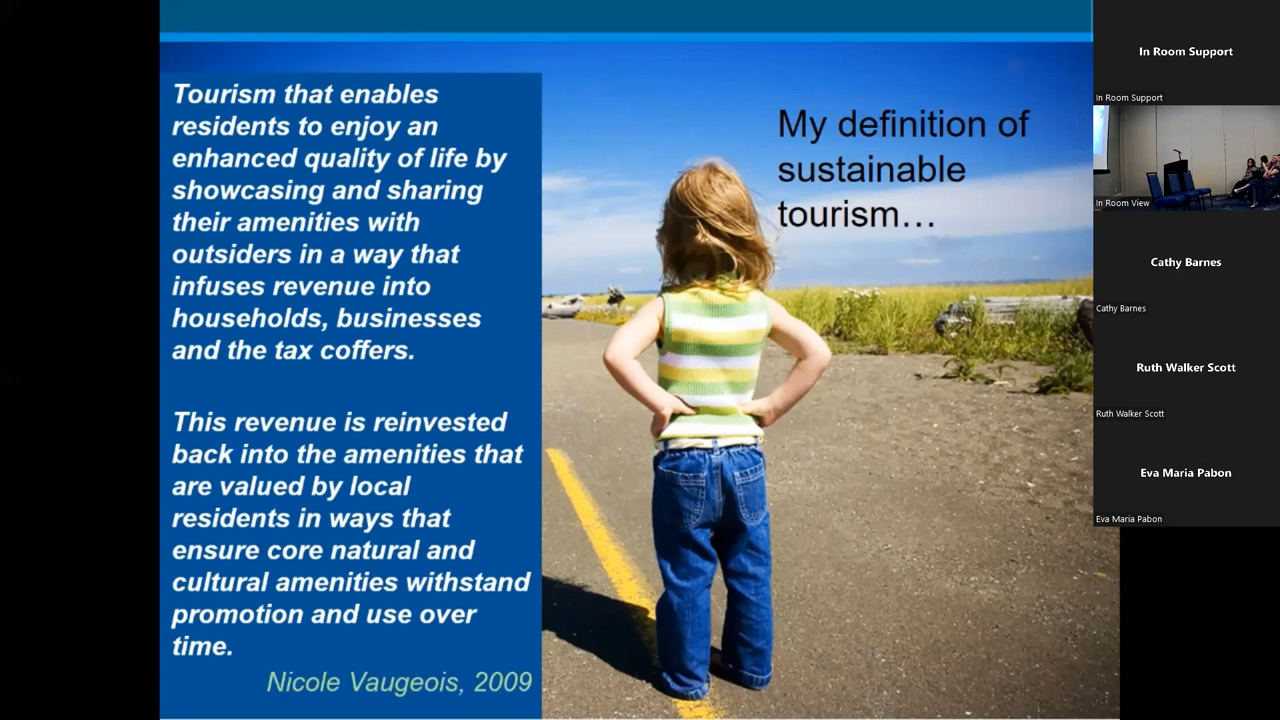 Tourism that enables
residents to enjoy an
enhanced quality of life by
showcasing and sharing
their amenities with
outsiders in a way that
infuses revenue into
households, businesses
and the tax coffers.
This revenue is reinvested
back into the amenities that
are valued by local
residents in ways that
ensure core natural and
cultural amenities withstand
promotion and use over
time.
Nicole Vaugeois, 2009
My definition of
sustainable
tourism…
In Room Support
In Room Support
In Room View
Cathy Barnes
Cathy Barnes
Ruth Walker Scott
Ruth Walker Scott
Eva Maria Pabon
Eva Maria Pabon